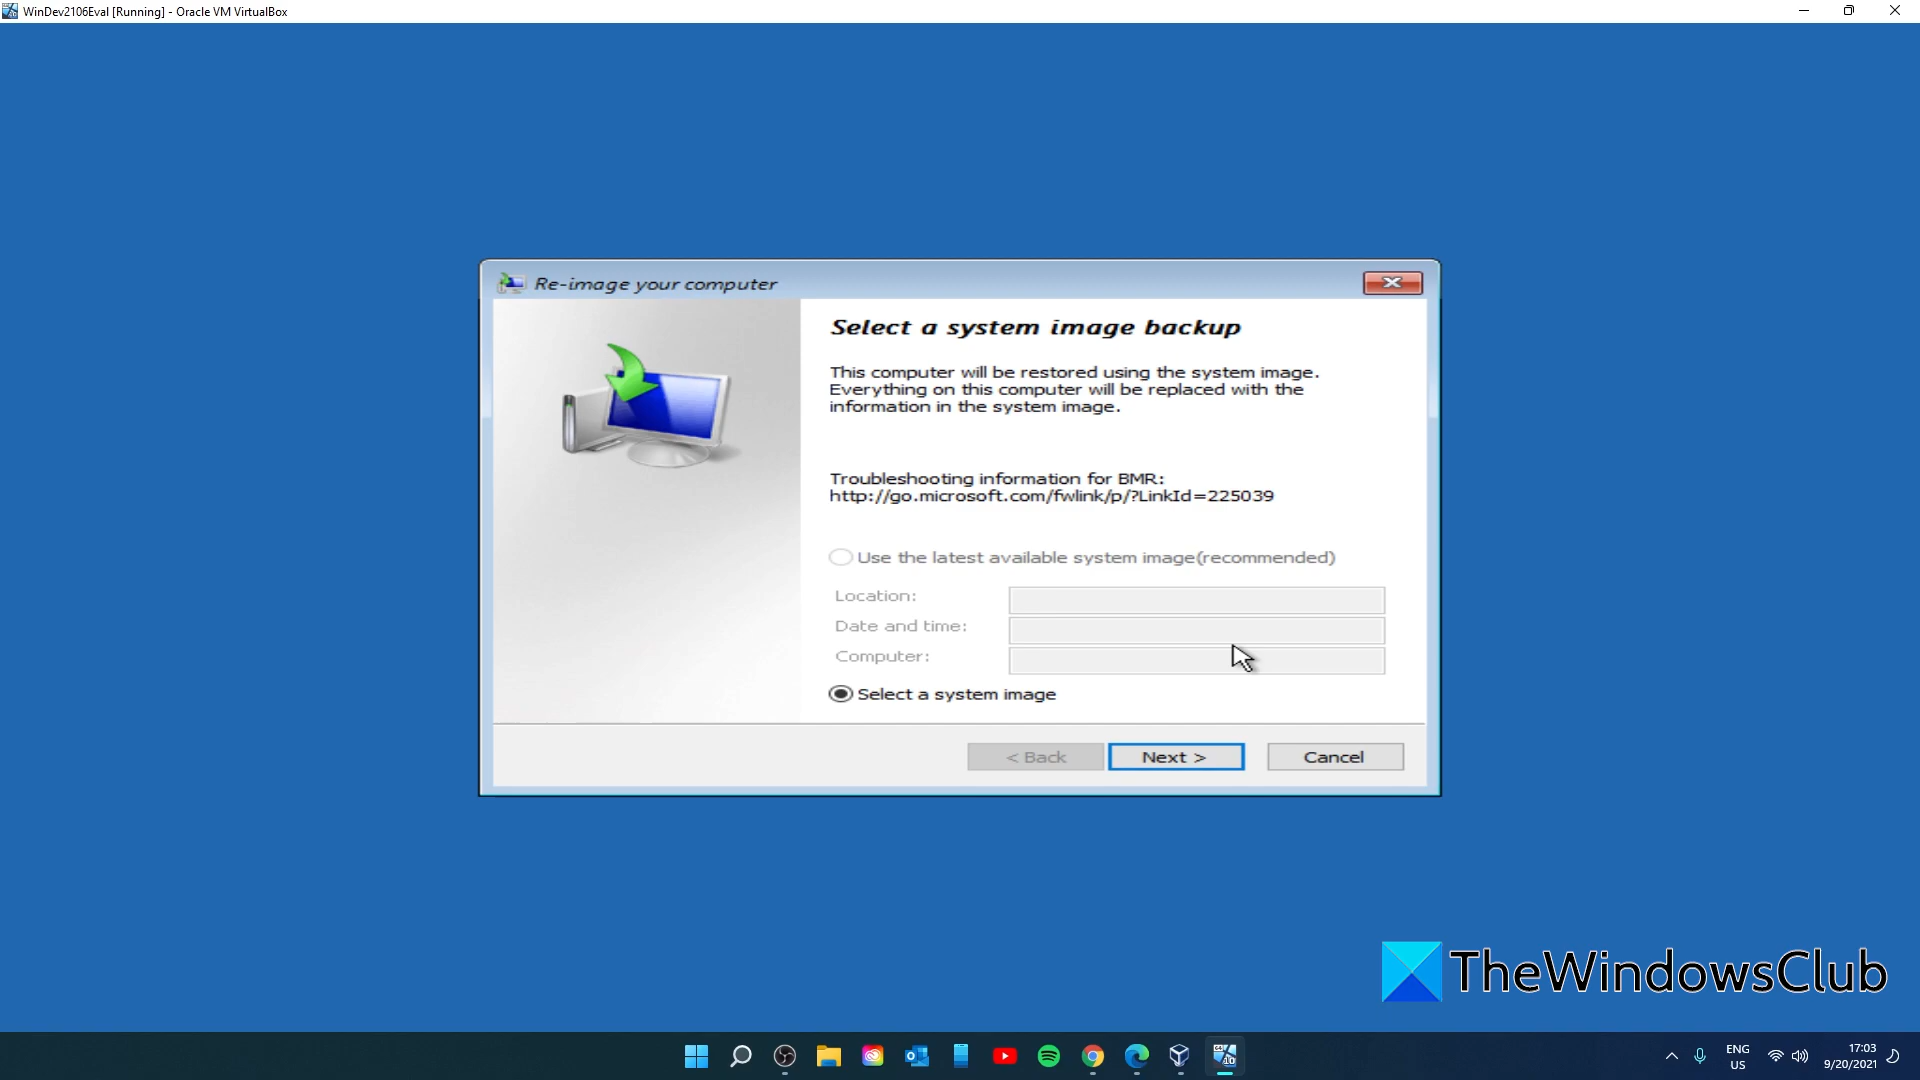 WinDev2106Eval [Running] - Oracle VM VirtualBox
Re-image your computer
Select a system image backup
This computer will be restored using the system image.
Everything on this computer will be replaced with the
information in the system image.
Troubleshooting information for BMR:
http://go.microsoft.com/fwlink/p/?LinkId=225039
Use the latest available system image(recommended)
Location:
Date and time:
Computer:
Select a system image
< Back
Next >
Cancel
TheWindowsClub
ENG
US
17:03
9/20/2021